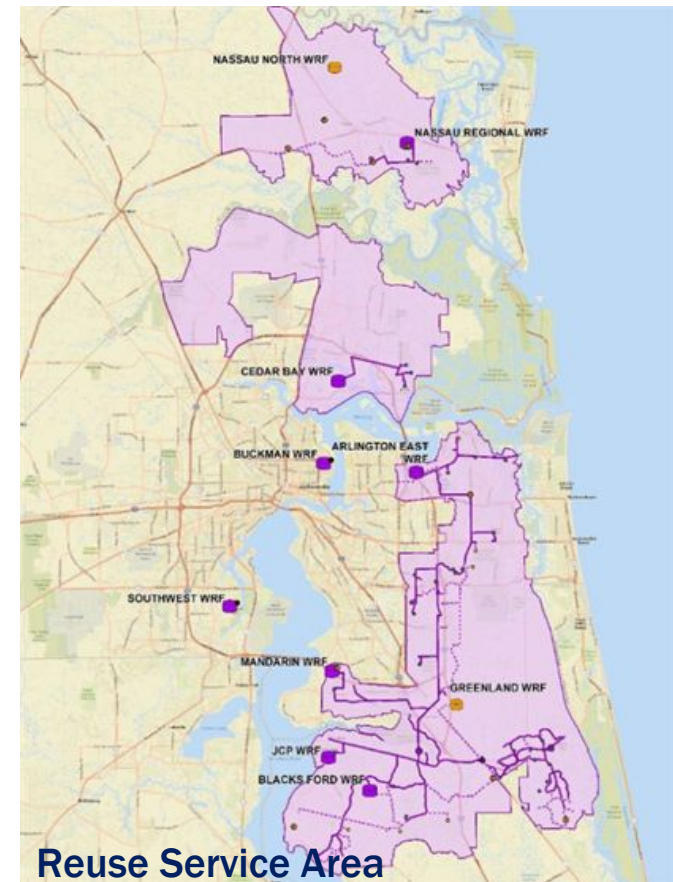 NASSAU NORTH WRF
NASSAU REGIONAL WRF
CEDAR BAY WRF
BUCKMAN WRF
ARLINGTON EAST
WRF
SOUTHWEST WRF
MANDARIN WRF
GREENLAND WRF
JCP WRF
BLACKS FORD WRF
Reuse Service Area